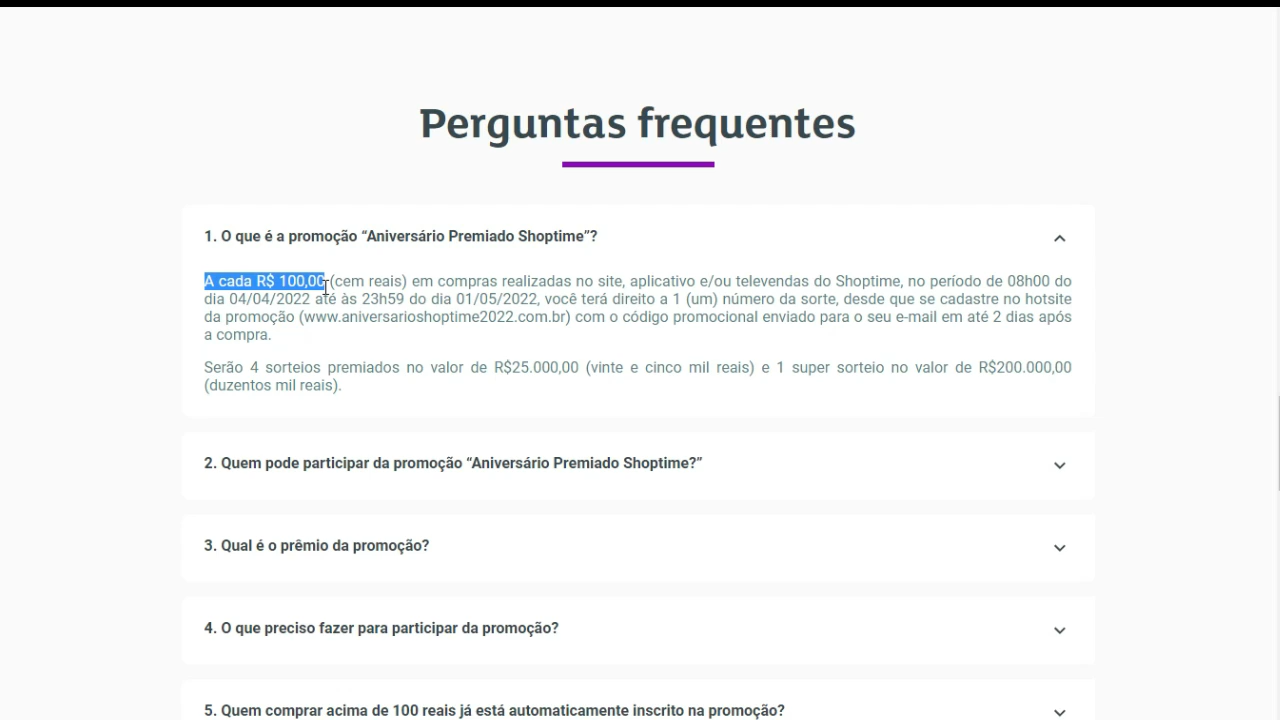 Perguntas frequentes
1. O que é a promoção “Aniversário Premiado Shoptime”?
A cada R$ 100,00 (cem reais) em compras realizadas no site, aplicativo e/ou televendas do Shoptime, no período de 08h00 do
dia 04/04/2022 até às 23h59 do dia 01/05/2022, você terá direito a 1 (um) número da sorte, desde que se cadastre no hotsite
da promoção (www.aniversarioshoptime2022.com.br) com o código promocional enviado para o seu e-mail em até 2 dias após
a compra.
Serão 4 sorteios premiados no valor de R$25.000,00 (vinte e cinco mil reais) e 1 super sorteio no valor de R$200.000,00
(duzentos mil reais).
2. Quem pode participar da promoção “Aniversário Premiado Shoptime?”
3. Qual é o prêmio da promoção?
4. O que preciso fazer para participar da promoção?
5. Quem comprar acima de 100 reais já está automaticamente inscrito na promoção?